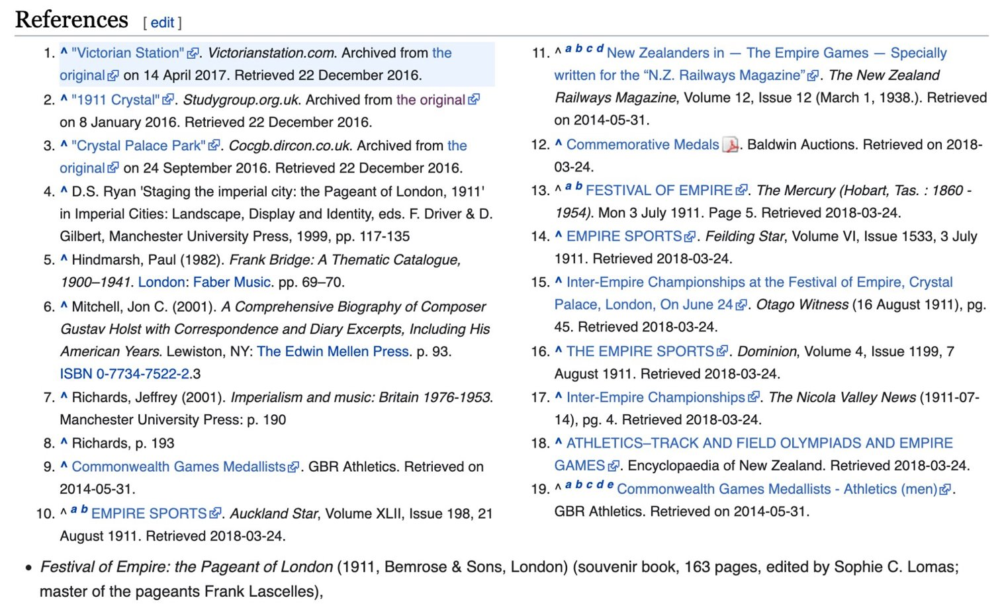 References [ edit ]
1. ^ "Victorian Station". Victorianstation.com. Archived from the
original on 14 April 2017. Retrieved 22 December 2016.
2. ^ "1911 Crystal". Studygroup.org.uk. Archived from the original
on 8 January 2016. Retrieved 22 December 2016.
3. ^ "Crystal Palace Park". Cocgb.dircon.co.uk. Archived from the
original on 24 September 2016. Retrieved 22 December 2016.
4. ^ D.S. Ryan 'Staging the imperial city: the Pageant of London, 1911'
in Imperial Cities: Landscape, Display and Identity, eds. F. Driver & D.
Gilbert, Manchester University Press, 1999, pp. 117-135
5. ^ Hindmarsh, Paul (1982). Frank Bridge: A Thematic Catalogue,
1900–1941. London: Faber Music. pp. 69–70.
6. ^ Mitchell, Jon C. (2001). A Comprehensive Biography of Composer
Gustav Holst with Correspondence and Diary Excerpts, Including His
American Years. Lewiston, NY: The Edwin Mellen Press. p. 93.
ISBN 0-7734-7522-2.3
7. ^ Richards, Jeffrey (2001). Imperialism and music: Britain 1976-1953.
Manchester University Press: p. 190
8. ^ Richards, p. 193
9. ^ Commonwealth Games Medallists. GBR Athletics. Retrieved on
2014-05-31.
10. ^ a b EMPIRE SPORTS. Auckland Star, Volume XLII, Issue 198, 21
August 1911. Retrieved 2018-03-24.
11. ^ a b c d New Zealanders in — The Empire Games — Specially
written for the “N.Z. Railways Magazine”. The New Zealand
Railways Magazine, Volume 12, Issue 12 (March 1, 1938.). Retrieved
on 2014-05-31.
12. ^ Commemorative Medals. Baldwin Auctions. Retrieved on 2018-
03-24.
13. ^ a b FESTIVAL OF EMPIRE. The Mercury (Hobart, Tas. : 1860 -
1954). Mon 3 July 1911. Page 5. Retrieved 2018-03-24.
14. ^ EMPIRE SPORTS. Feilding Star, Volume VI, Issue 1533, 3 July
1911. Retrieved 2018-03-24.
15. ^ Inter-Empire Championships at the Festival of Empire, Crystal
Palace, London, On June 24. Otago Witness (16 August 1911), pg.
45. Retrieved 2018-03-24.
16. ^ THE EMPIRE SPORTS. Dominion, Volume 4, Issue 1199, 7
August 1911. Retrieved 2018-03-24.
17. ^ Inter-Empire Championships. The Nicola Valley News (1911-07-
14), pg. 4. Retrieved 2018-03-24.
18. ^ ATHLETICS–TRACK AND FIELD OLYMPIADS AND EMPIRE
GAMES. Encyclopaedia of New Zealand. Retrieved 2018-03-24.
19. ^ a b c d e Commonwealth Games Medallists - Athletics (men).
GBR Athletics. Retrieved on 2014-05-31.
• Festival of Empire: the Pageant of London (1911, Bemrose & Sons, London) (souvenir book, 163 pages, edited by Sophie C. Lomas;
master of the pageants Frank Lascelles),